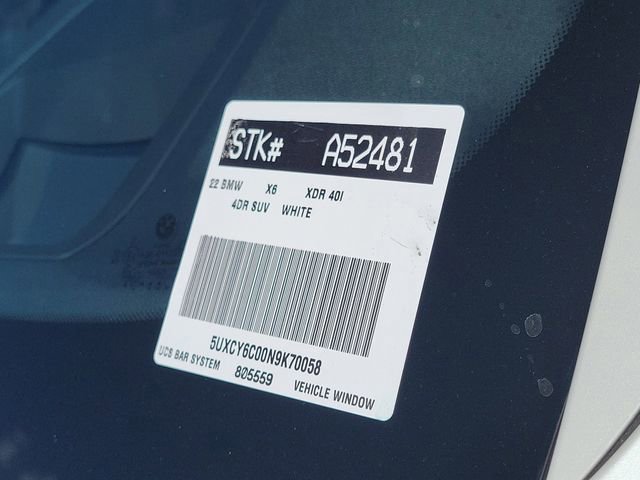 STK# A52481
22 BMW X6 XDR 40I
4DR SUV WHITE
5UXCY6C00N9K70058
UCS BAR SYSTEM 805559 VEHICLE WINDOW